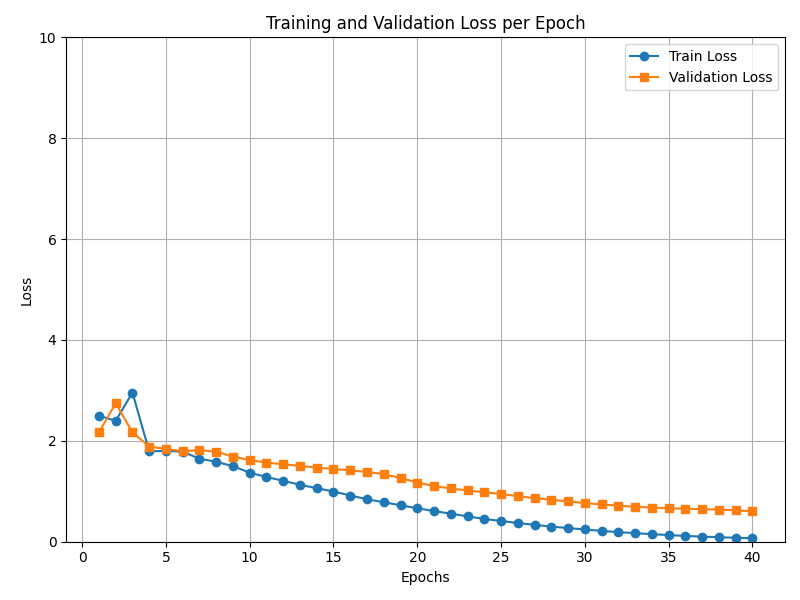 Training and Validation Loss per Epoch
Train Loss
Validation Loss
Loss
10
8
6
4
2
0
0 5 10 15 20 25 30 35 40
Epochs